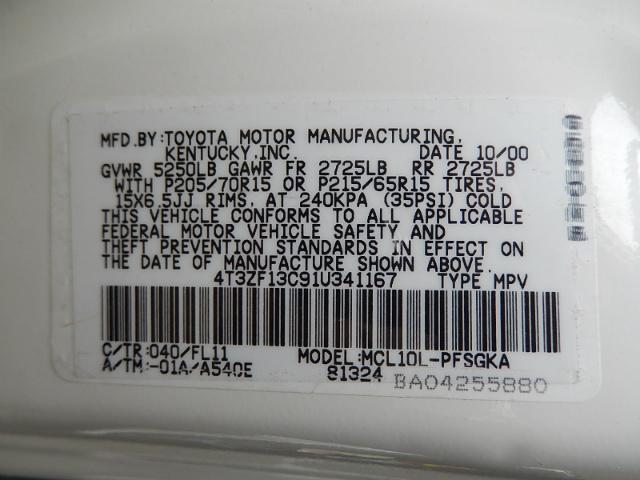 MFD.BY:TOYOTA MOTOR MANUFACTURING,
KENTUCKY,INC. DATE 10/00
GVWR 5250LB GAWR FR 2725LB RR 2725LB
WITH P205/70R15 OR P215/65R15 TIRES,
15X6.5JJ RIMS, AT 240KPA (35PSI) COLD
THIS VEHICLE CONFORMS TO ALL APPLICABLE
FEDERAL MOTOR VEHICLE SAFETY AND
THEFT PREVENTION STANDARDS IN EFFECT ON
THE DATE OF MANUFACTURE SHOWN ABOVE.
4T3ZF13C91U341167 TYPE MPV
C/TR:040/FL11 MODEL:MCL10L-PFSGKA
A/TM:-01A/A540E 81324
BA04255880